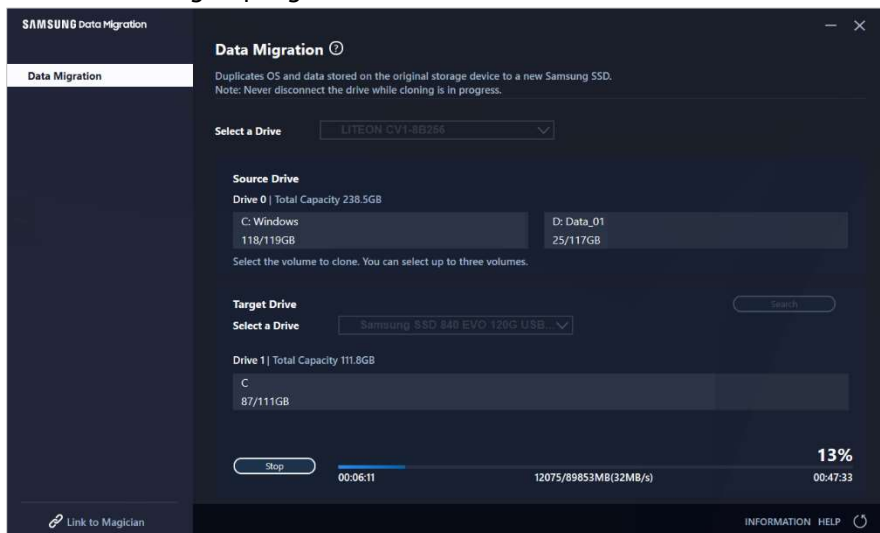 SAMSUNG Data Migration
Data Migration
Data Migration ?
Duplicates OS and data stored on the original storage device to a new Samsung SSD.
Note: Never disconnect the drive while cloning is in progress.
Select a Drive LITEON CV1-8B256
Source Drive
Drive 0 | Total Capacity 238.5GB
C: Windows
118/119GB
D: Data_01
25/117GB
Select the volume to clone. You can select up to three volumes.
Target Drive
Search
Select a Drive Samsung SSD 840 EVO 120G USB...
Drive 1 | Total Capacity 111.8GB
C
87/111GB
13%
Stop
00:06:11 12075/89853MB(32MB/s) 00:47:33
Link to Magician
INFORMATION HELP